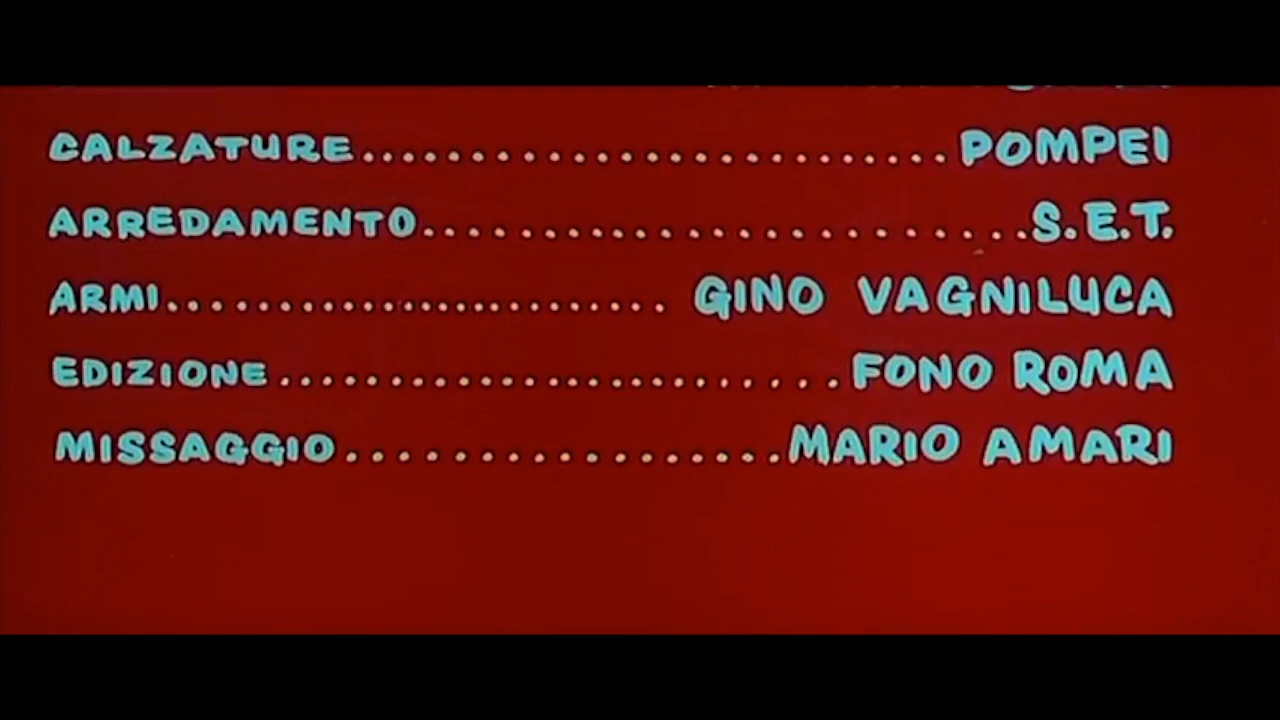 CALZATURE.......................POMPEI
ARREDAMENTO.......................S.E.T.
ARMI...................... GINO VAGNILUCA
EDIZIONE........................FONO ROMA
MISSAGGIO.................MARIO AMARI